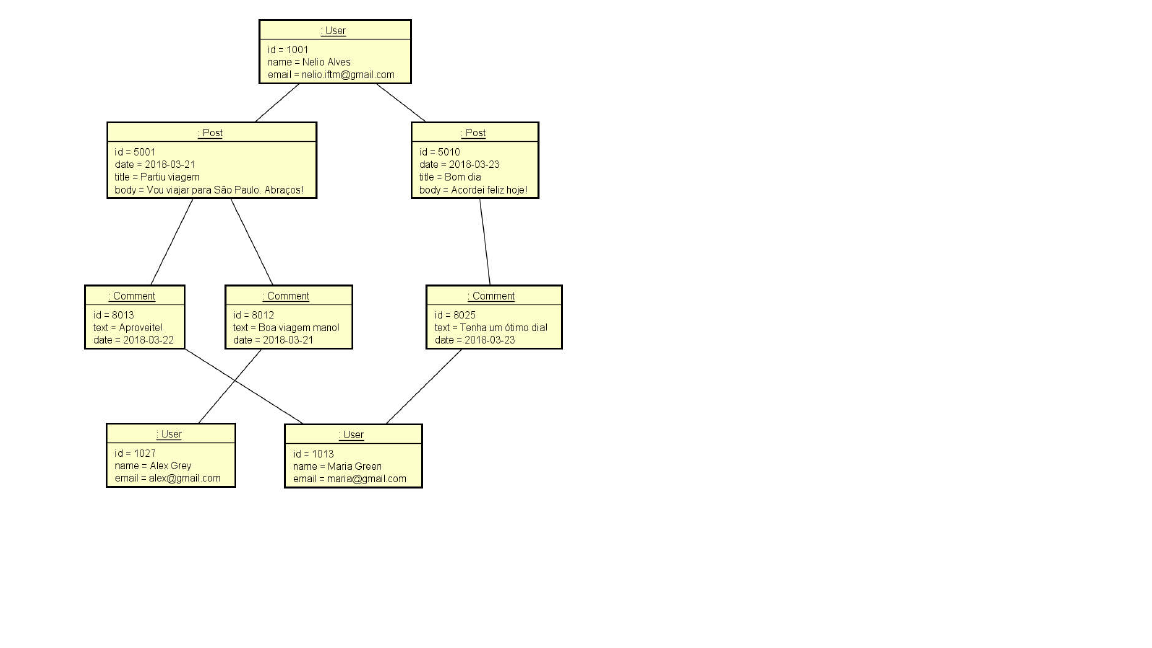 : User
id = 1001
name = Nelio Alves
email = nelio.iftm@gmail.com
: Post
id = 5001
date = 2018-03-21
title = Partiu viagem
body = Vou viajar para São Paulo. Abraços!
: Post
id = 5010
date = 2018-03-23
title = Bom dia
body = Acordei feliz hoje!
: Comment
id = 8013
text = Aproveite!
date = 2018-03-22
: Comment
id = 8012
text = Boa viagem mano!
date = 2018-03-21
: Comment
id = 8025
text = Tenha um ótimo dia!
date = 2018-03-23
: User
id = 1027
name = Alex Grey
email = alex@gmail.com
: User
id = 1013
name = Maria Green
email = maria@gmail.com